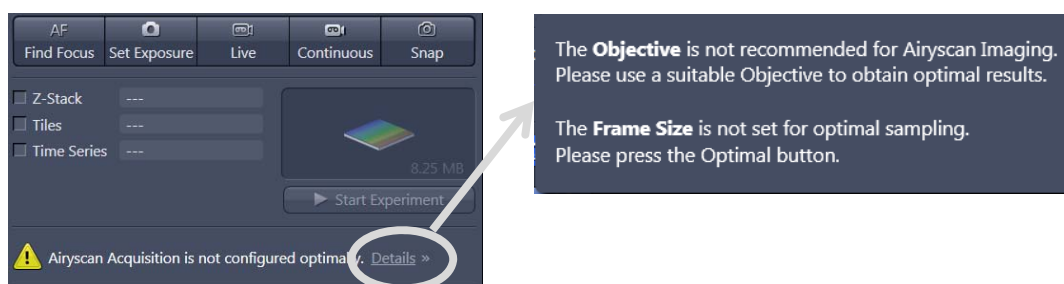 AF
Find Focus Set Exposure Live Continuous Snap
Z-Stack ---
Tiles ---
Time Series ---
8.25 MB
Start Experiment
Airyscan Acquisition is not configured optimally. Details »
The Objective is not recommended for Airyscan Imaging.
Please use a suitable Objective to obtain optimal results.
The Frame Size is not set for optimal sampling.
Please press the Optimal button.